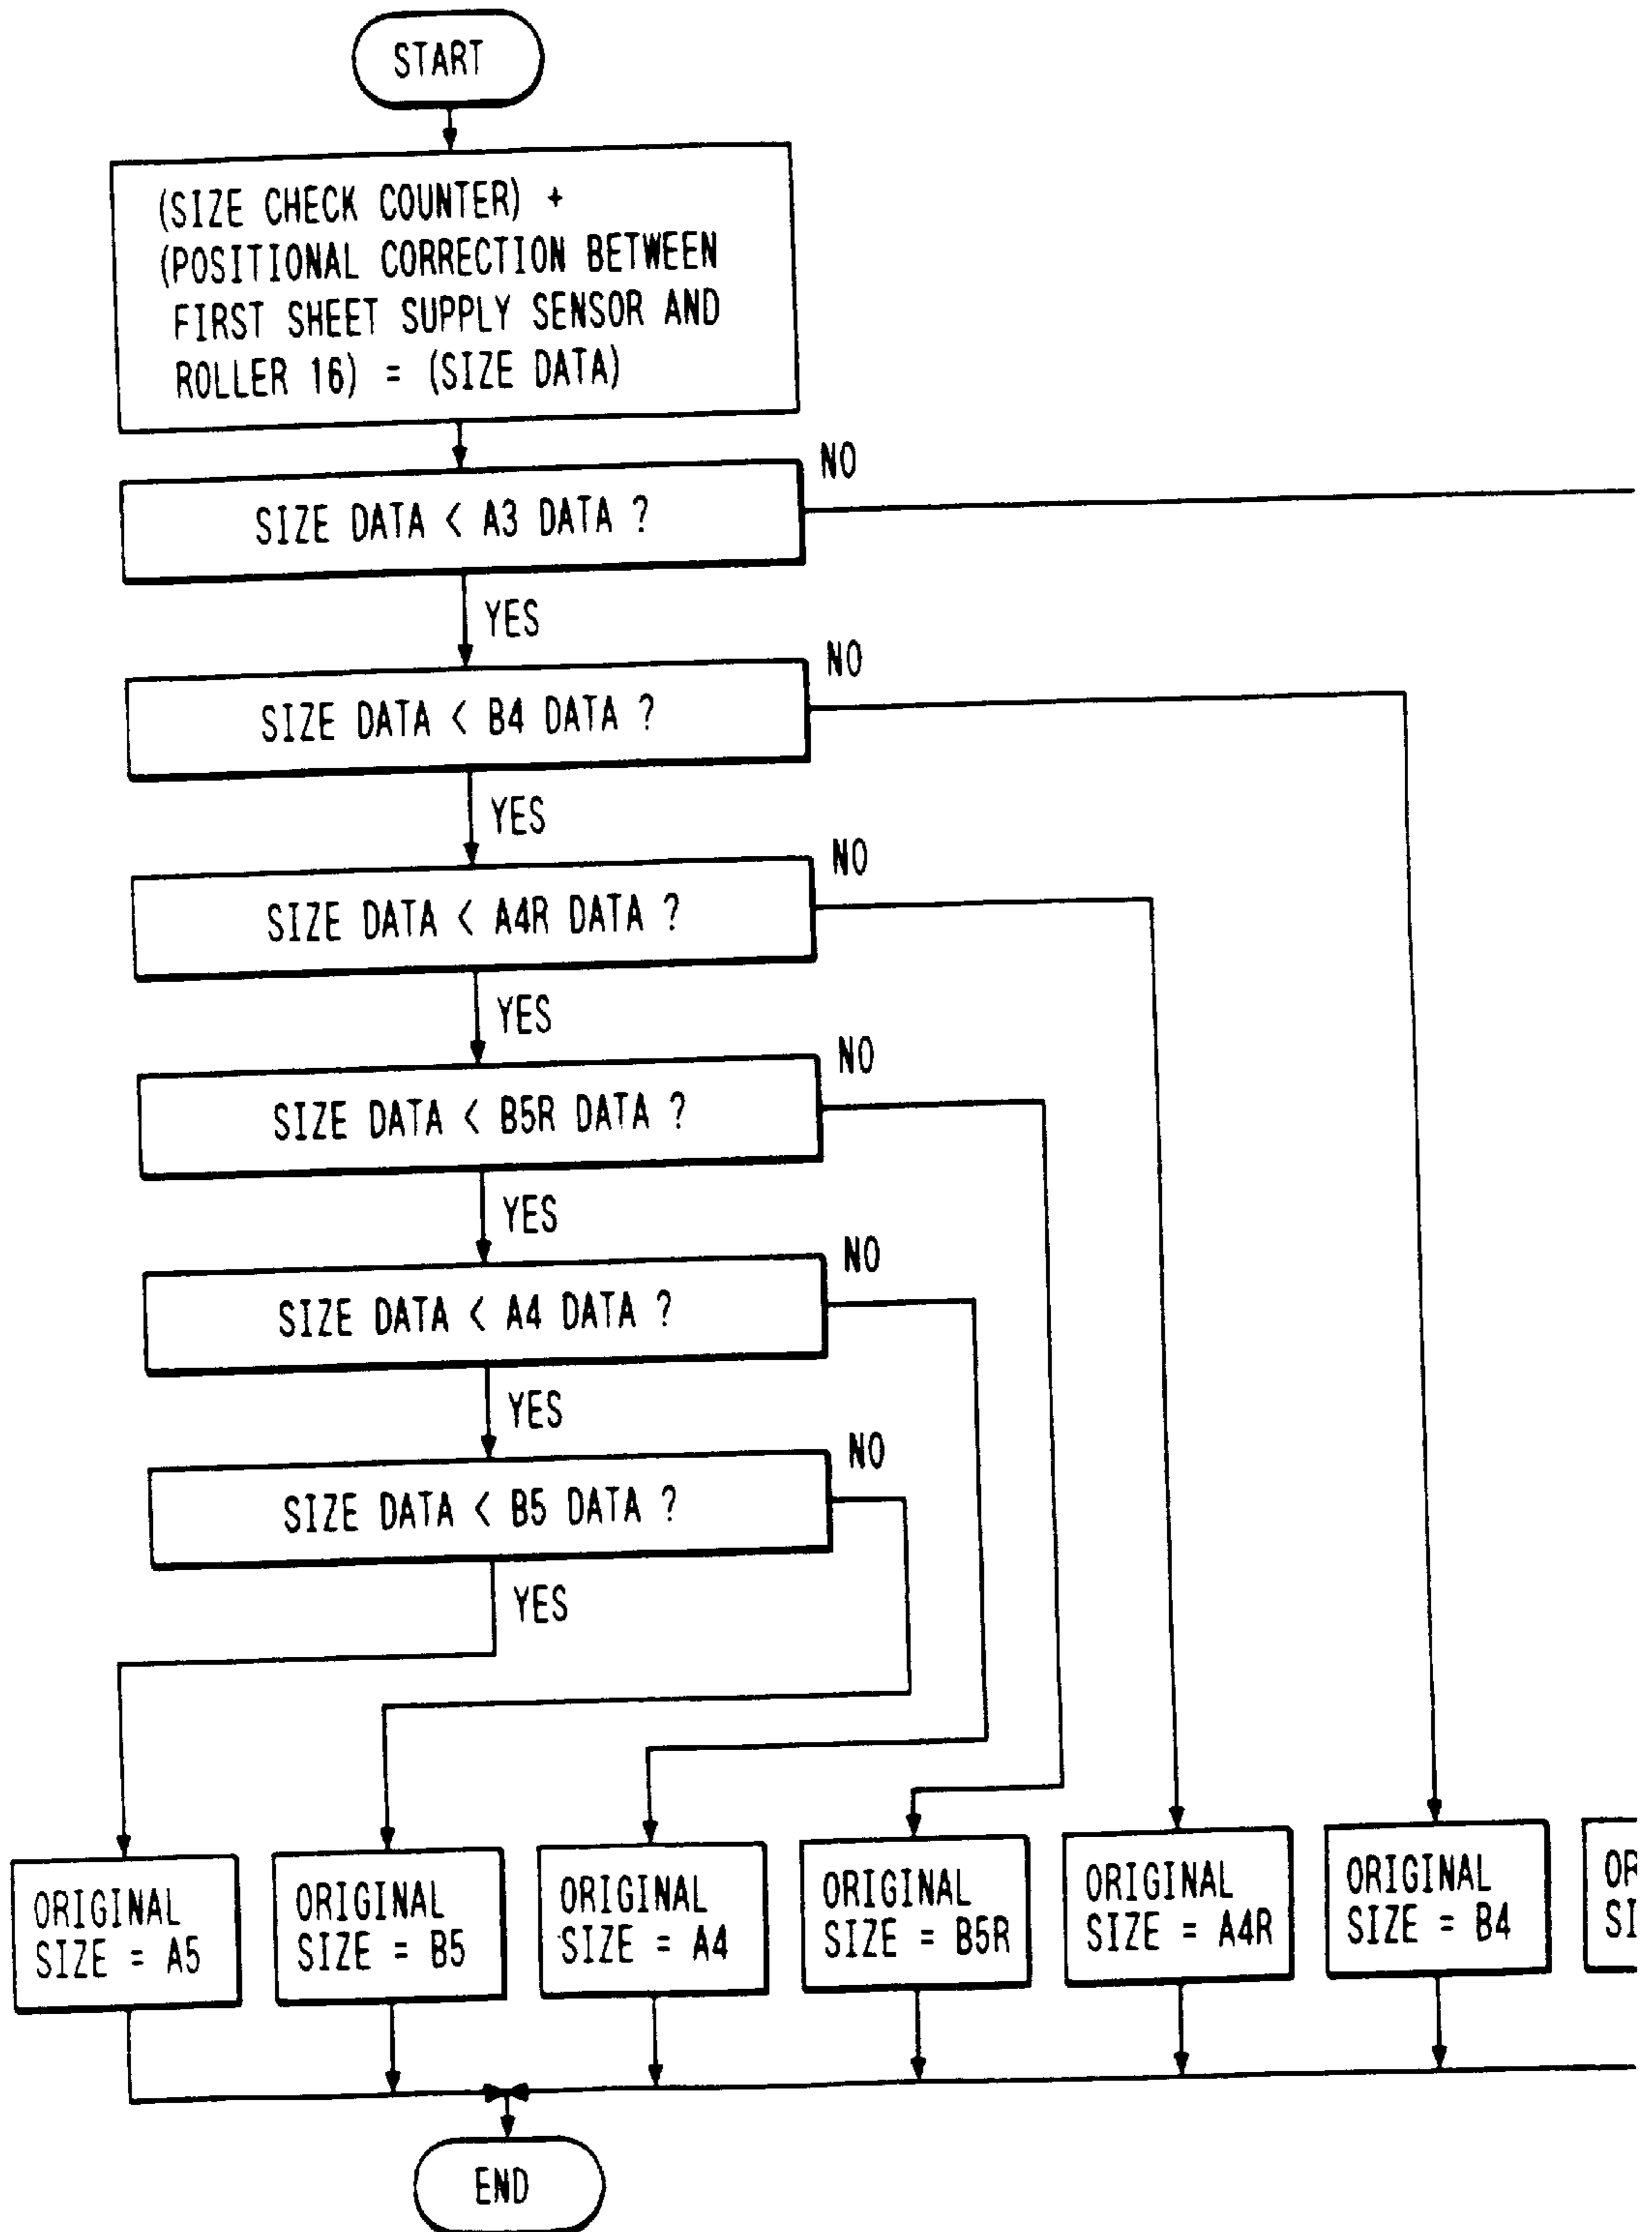 START
(SIZE CHECK COUNTER) +
(POSITIONAL CORRECTION BETWEEN
FIRST SHEET SUPPLY SENSOR AND
ROLLER 16) = (SIZE DATA)
NO
SIZE DATA < A3 DATA ?
YES
NO
SIZE DATA < B4 DATA ?
YES
NO
SIZE DATA < A4R DATA ?
YES
NO
SIZE DATA < B5R DATA ?
YES
NO
SIZE DATA < A4 DATA ?
YES
NO
SIZE DATA < B5 DATA ?
YES
ORIGINAL
SIZE = A5
ORIGINAL
SIZE = B5
ORIGINAL
SIZE = A4
ORIGINAL
SIZE = B5R
ORIGINAL
SIZE = A4R
ORIGINAL
SIZE = B4
END